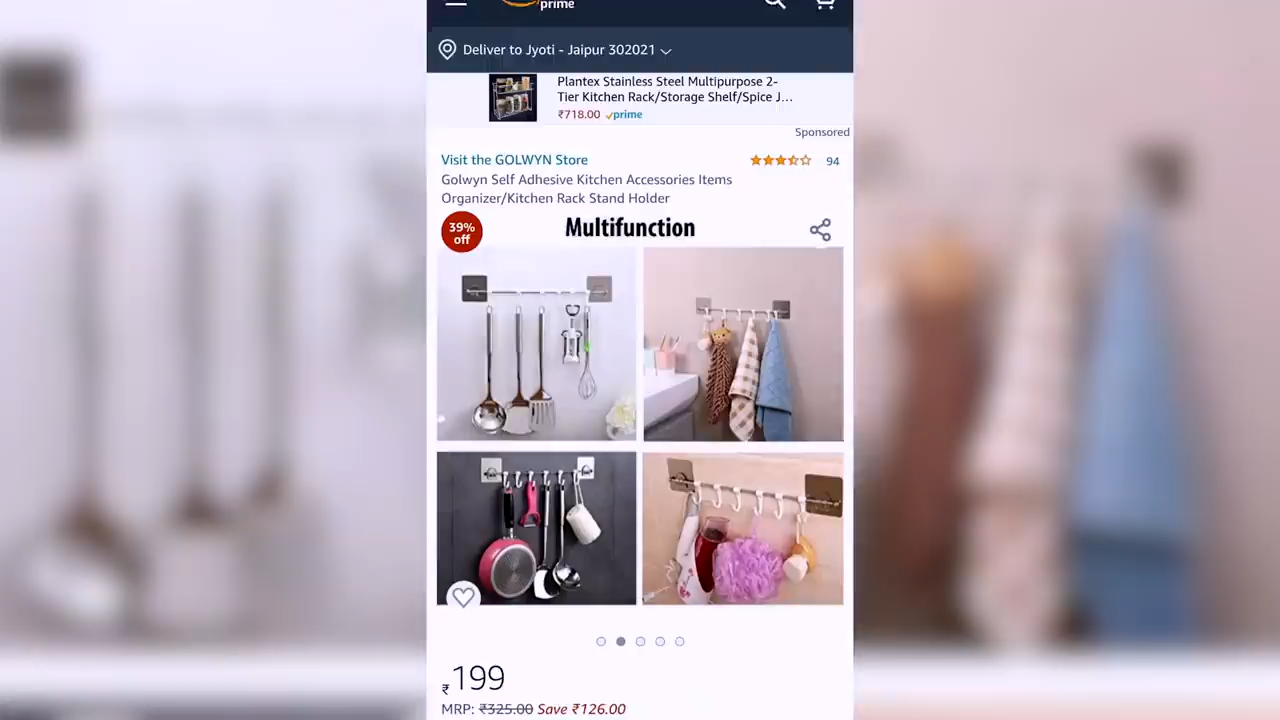 prime
Deliver to Jyoti - Jaipur 302021
Plantex Stainless Steel Multipurpose 2-
Tier Kitchen Rack/Storage Shelf/Spice J...
₹718.00 prime
Sponsored
Visit the GOLWYN Store
94
Golwyn Self Adhesive Kitchen Accessories Items
Organizer/Kitchen Rack Stand Holder
39%
off
Multifunction
₹199
MRP: ₹325.00 Save ₹126.00